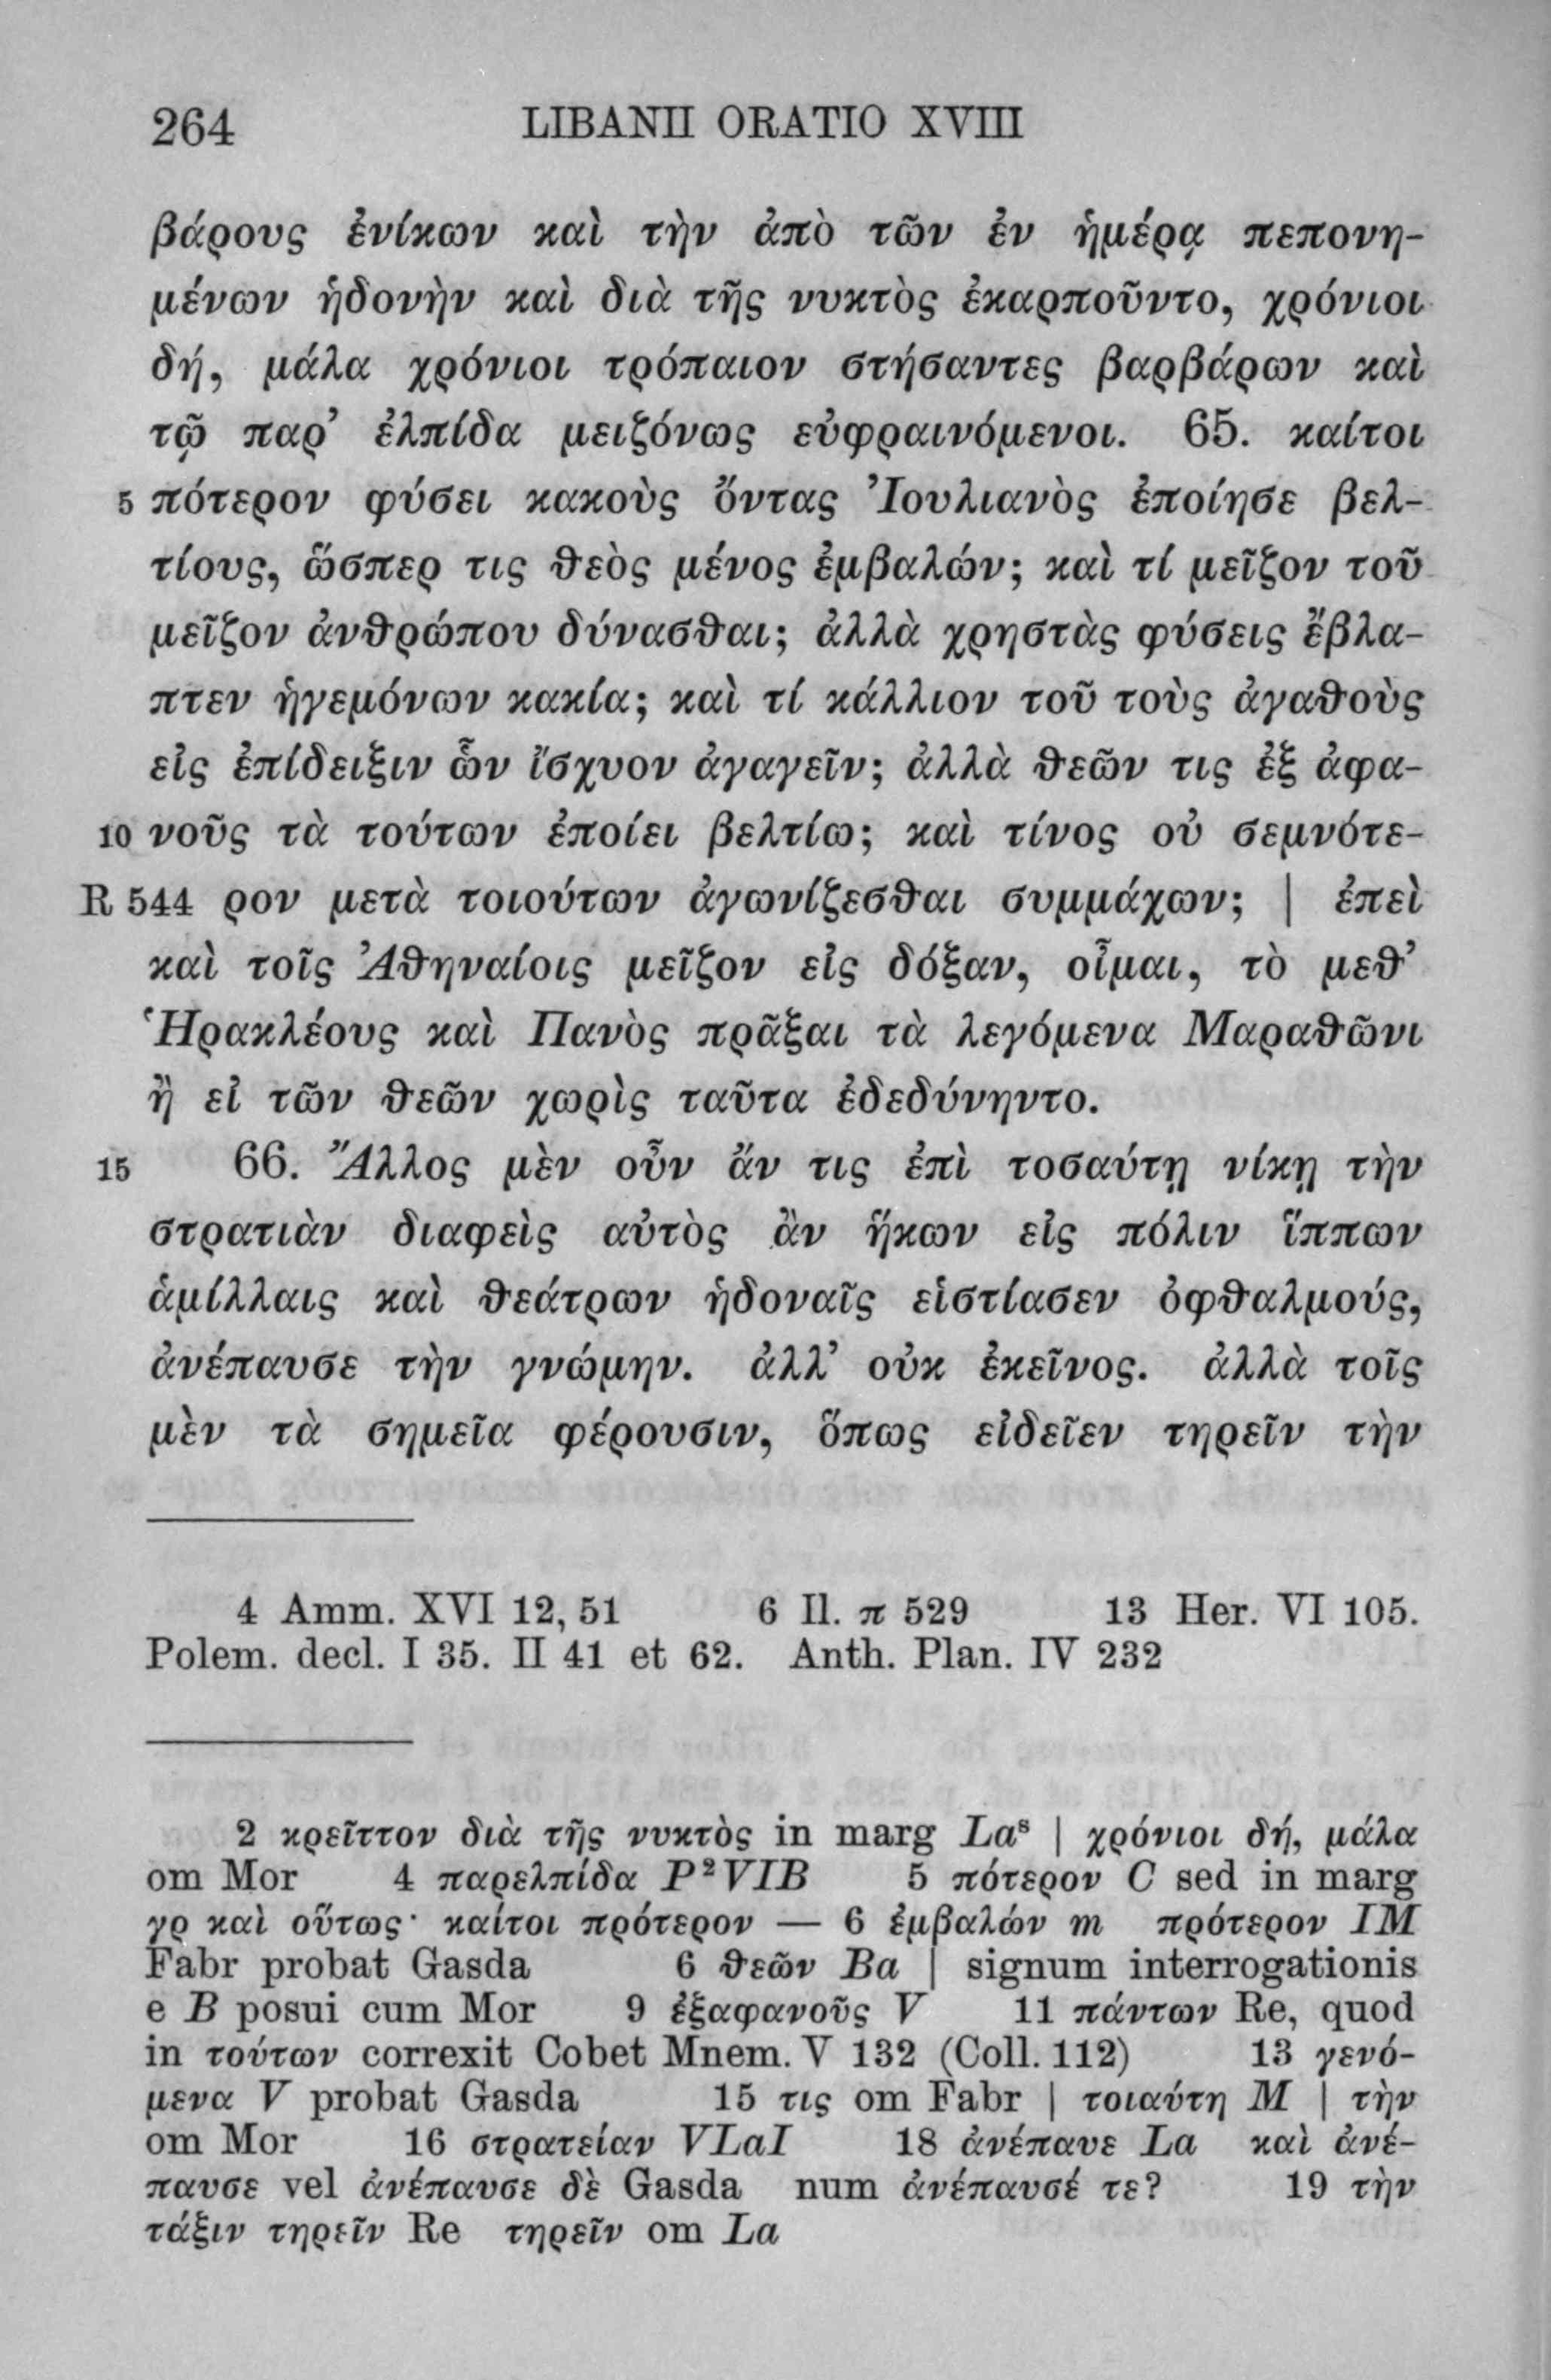 264 LIBANII ORATIO XVIII
βάρους ἐνίκων καὶ τὴν ἀπὸ τῶν ἐν ἡμέρᾳ πεπονη-
μένων ἡδονὴν καὶ διὰ τῆς νυκτὸς ἐκαρποῦντο, χρόνιοι
δή, μάλα χρόνιοι τρόπαιον στήσαντες βαρβάρων καὶ
τῷ παρ’ ἐλπίδα μειζόνως εὐφραινόμενοι. 65. καίτοι
5 πότερον φύσει κακοὺς ὄντας Ἰουλιανὸς ἐποίησε βελ-
τίους, ὥσπερ τις θεὸς μένος ἐμβαλών; καὶ τί μεῖζον τοῦ
μεῖζον ἀνθρώπου δύνασθαι; ἀλλὰ χρηστὰς φύσεις ἔβλα-
πτεν ἡγεμόνων κακία; καὶ τί κάλλιον τοῦ τοὺς ἀγαθοὺς
εἰς ἐπίδειξιν ὧν ἴσχυον ἀγαγεῖν; ἀλλὰ θεῶν τις ἐξ ἀφα-
10 νοῦς τὰ τούτων ἐποίει βελτίω; καὶ τίνος οὐ σεμνότε-
R 544 ρον μετὰ τοιούτων ἀγωνίζεσθαι συμμάχων; | ἐπεὶ
καὶ τοῖς Ἀθηναίοις μεῖζον εἰς δόξαν, οἶμαι, τὸ μεθ’
Ἡρακλέους καὶ Πανὸς πρᾶξαι τὰ λεγόμενα Μαραθῶνι
ἢ εἰ τῶν θεῶν χωρὶς ταῦτα ἐδεδύνηντο.
15 66. Ἄλλος μὲν οὖν ἄν τις ἐπὶ τοσαύτῃ νίκῃ τὴν
στρατιὰν διαφεὶς αὐτὸς ἂν ἥκων εἰς πόλιν ἵππων
ἁμίλλαις καὶ θεάτρων ἡδοναῖς εἱστίασεν ὀφθαλμούς,
ἀνέπαυσε τὴν γνώμην. ἀλλ’ οὐκ ἐκεῖνος. ἀλλὰ τοῖς
μὲν τὰ σημεῖα φέρουσιν, ὅπως εἰδεῖεν τηρεῖν τὴν
4 Amm. XVI 12, 51 6 Il. π 529 13 Her. VI 105.
Polem. decl. I 35. II 41 et 62. Anth. Plan. IV 232
2 κρεῖττον διὰ τῆς νυκτὸς in marg Laˢ | χρόνιοι δή, μάλα
om Mor 4 παρελπίδα P²VIB 5 πότερον C sed in marg
γρ καὶ οὕτως· καίτοι πρότερον — 6 ἐμβαλών m πρότερον IM
Fabr probat Gasda 6 θεῶν Ba | signum interrogationis
e B posui cum Mor 9 ἐξαφανοῦς V 11 πάντων Re, quod
in τούτων correxit Cobet Mnem. V 132 (Coll. 112) 13 γενό-
μενα V probat Gasda 15 τις om Fabr | τοιαύτη M | τὴν
om Mor 16 στρατείαν VLaI 18 ἀνέπαυε La καὶ ἀνέ-
παυσε vel ἀνέπαυσε δὲ Gasda num ἀνέπαυσέ τε? 19 τὴν
τάξιν τηρεῖν Re τηρεῖν om La